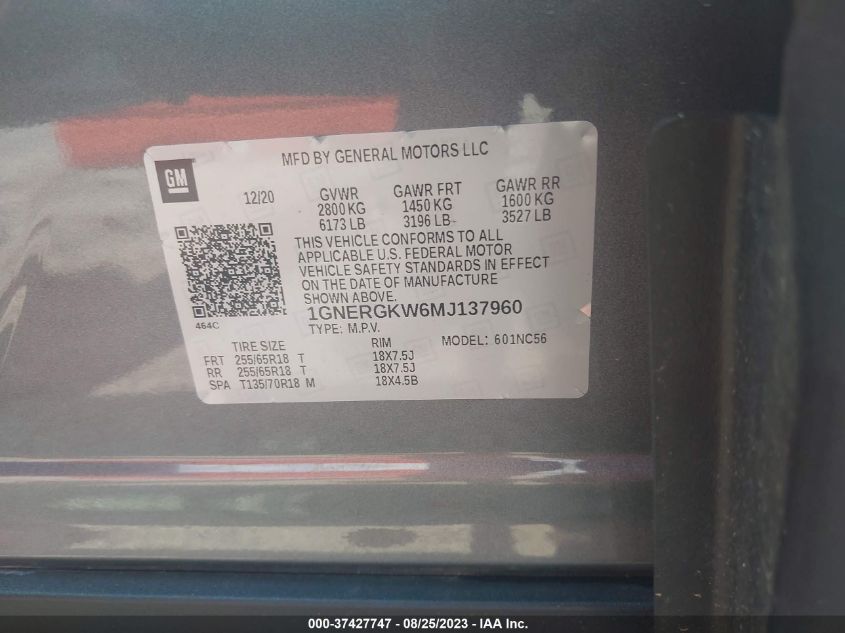 GM
MFD BY GENERAL MOTORS LLC
12/20
GVWR GAWR FRT GAWR RR
2800 KG 1450 KG 1600 KG
6173 LB 3196 LB 3527 LB
THIS VEHICLE CONFORMS TO ALL
APPLICABLE U.S. FEDERAL MOTOR
VEHICLE SAFETY STANDARDS IN EFFECT
ON THE DATE OF MANUFACTURE
SHOWN ABOVE.
464C
1GNERGKW6MJ137960
TYPE: M.P.V.
MODEL: 601NC56
TIRE SIZE RIM
FRT 255/65R18 T 18X7.5J
RR 255/65R18 T 18X7.5J
SPA T135/70R18 M 18X4.5B
000-37427747 - 08/25/2023 - IAA Inc.